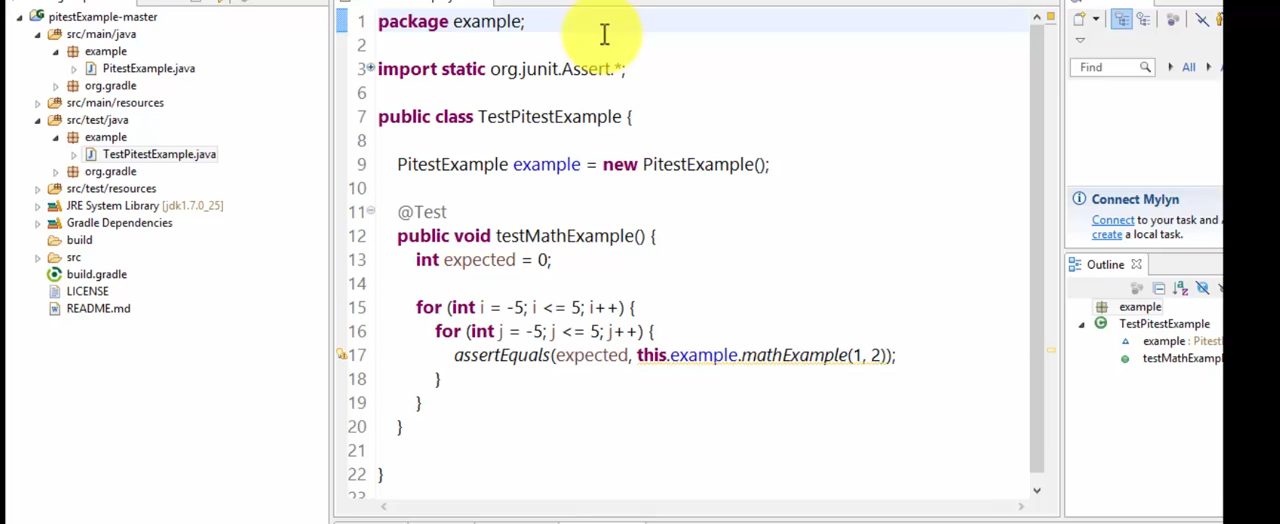 pitestExample-master
src/main/java
example
PitestExample.java
org.gradle
src/main/resources
src/test/java
example
TestPitestExample.java
org.gradle
src/test/resources
JRE System Library [jdk1.7.0_25]
Gradle Dependencies
build
src
build.gradle
LICENSE
README.md
1 package example;
2
3 import static org.junit.Assert.*;
6
7 public class TestPitestExample {
8
9 PitestExample example = new PitestExample();
10
11 @Test
12 public void testMathExample() {
13 int expected = 0;
14
15 for (int i = -5; i <= 5; i++) {
16 for (int j = -5; j <= 5; j++) {
17 assertEquals(expected, this.example.mathExample(1, 2));
18 }
19 }
20 }
21
22 }
23
Find
All
Connect Mylyn
Connect to your task and
create a local task.
Outline
example
TestPitestExample
example : Pitest
testMathExampl